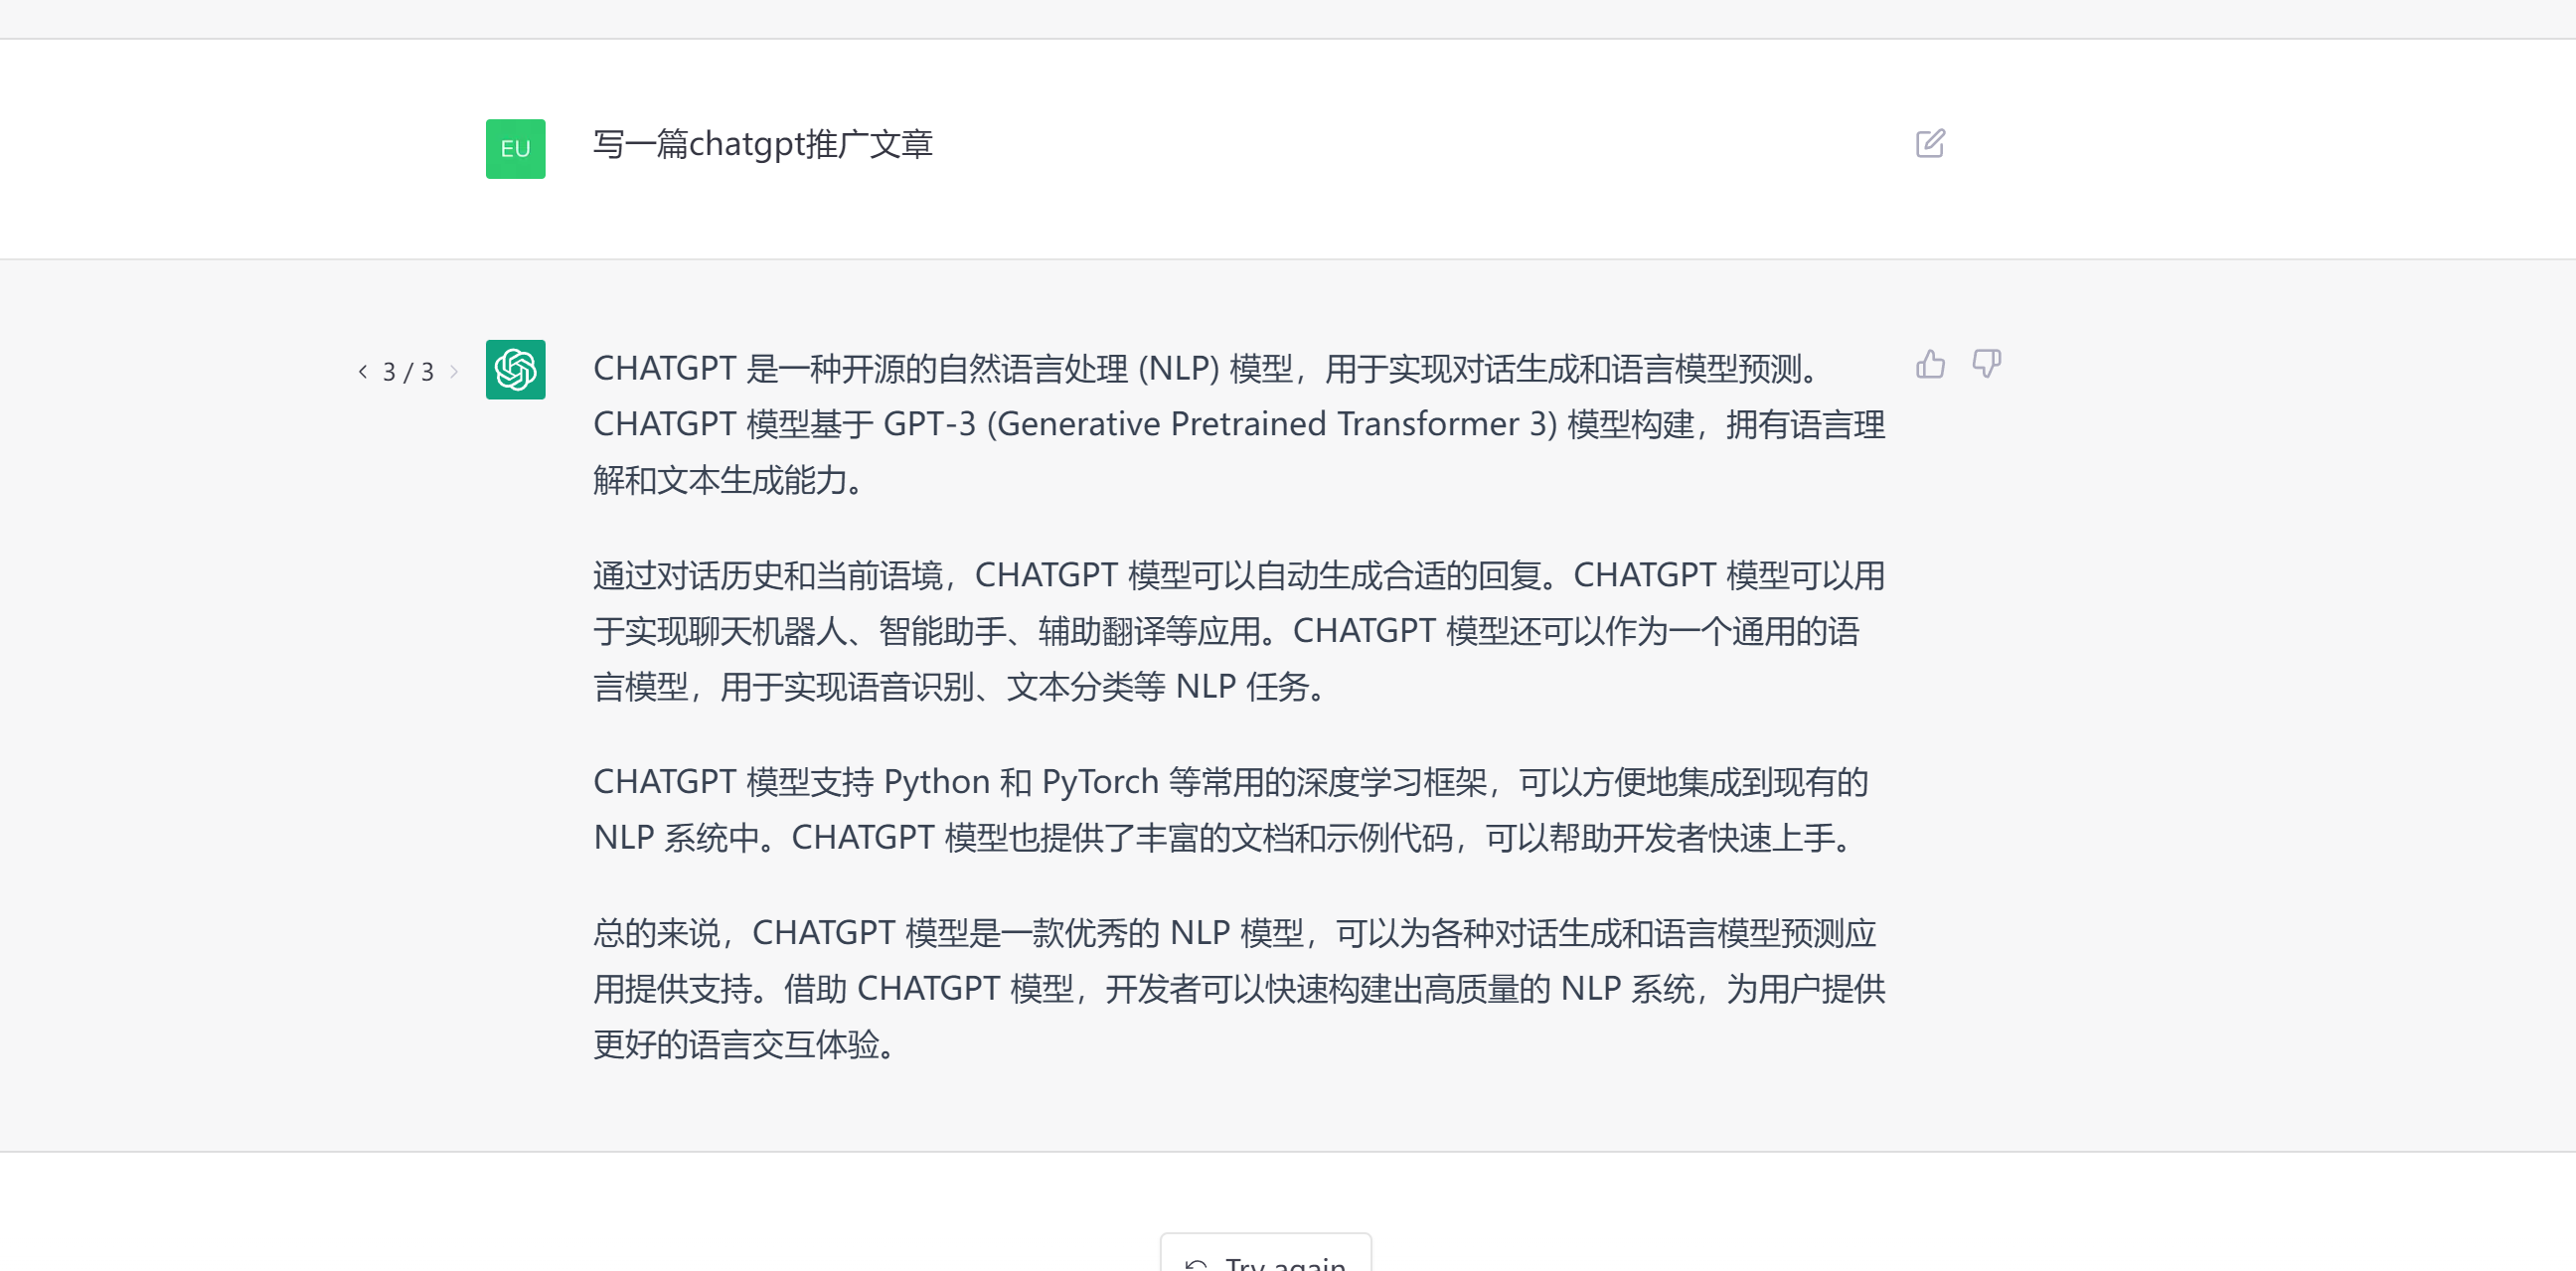 EU
写一篇chatgpt推广文章
3 / 3
CHATGPT 是一种开源的自然语言处理 (NLP) 模型，用于实现对话生成和语言模型预测。
CHATGPT 模型基于 GPT-3 (Generative Pretrained Transformer 3) 模型构建，拥有语言理
解和文本生成能力。
通过对话历史和当前语境，CHATGPT 模型可以自动生成合适的回复。CHATGPT 模型可以用
于实现聊天机器人、智能助手、辅助翻译等应用。CHATGPT 模型还可以作为一个通用的语
言模型，用于实现语音识别、文本分类等 NLP 任务。
CHATGPT 模型支持 Python 和 PyTorch 等常用的深度学习框架，可以方便地集成到现有的
NLP 系统中。CHATGPT 模型也提供了丰富的文档和示例代码，可以帮助开发者快速上手。
总的来说，CHATGPT 模型是一款优秀的 NLP 模型，可以为各种对话生成和语言模型预测应
用提供支持。借助 CHATGPT 模型，开发者可以快速构建出高质量的 NLP 系统，为用户提供
更好的语言交互体验。
Try again